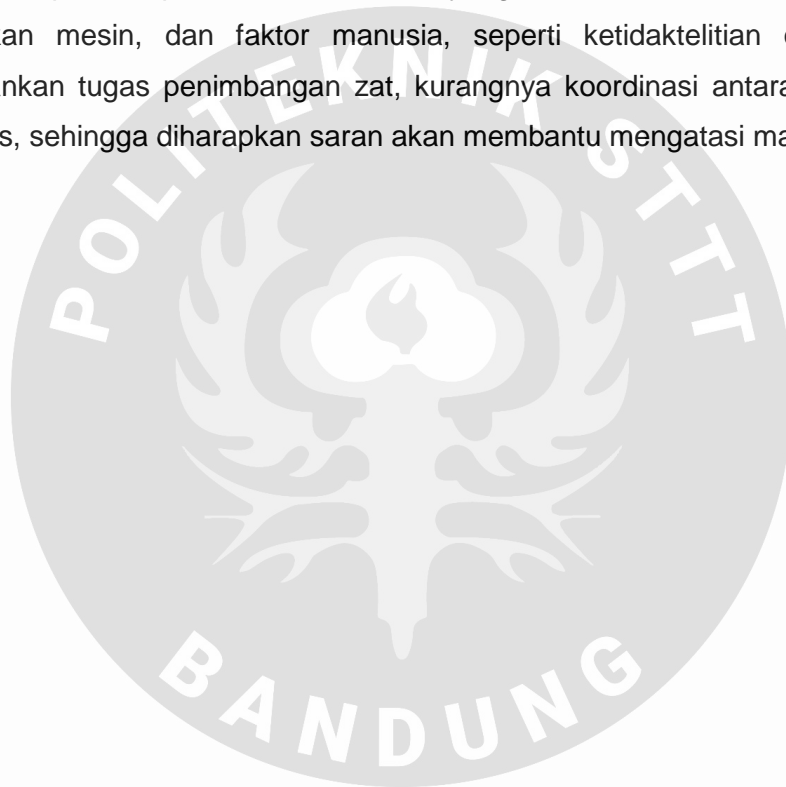 kan mesin, dan faktor manusia, seperti ketidaktelitian
nkan tugas penimbangan zat, kurangnya koordinasi antara
s, sehingga diharapkan saran akan membantu mengatasi ma
POLITEKNIK STTT
BANDUNG